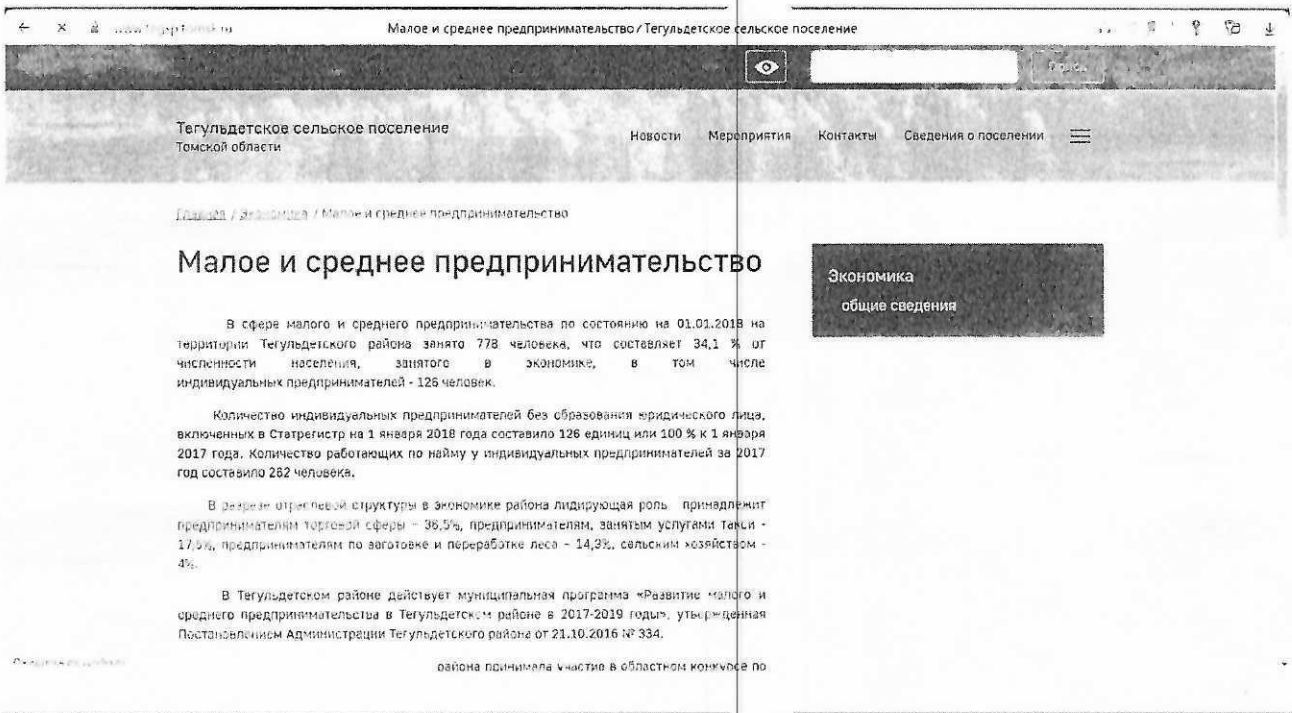 Малое и среднее предпринимательство / Тегульдетское сельское поселение
Поиск
Тегульдетское сельское поселение
Томской области
Новости Мероприятия Контакты Сведения о поселении
Главная / Экономика / Малое и среднее предпринимательство
Малое и среднее предпринимательство
Экономика
общие сведения
В сфере малого и среднего предпринимательства по состоянию на 01.01.2018 на
территории Тегульдетского района занято 778 человека, что составляет 34,1 % от
численности населения, занятого в экономике, в том числе
индивидуальных предпринимателей - 126 человек.
Количество индивидуальных предпринимателей без образования юридического лица,
включенных в Статрегистр на 1 января 2018 года составило 126 единиц или 100 % к 1 января
2017 года. Количество работающих по найму у индивидуальных предпринимателей за 2017
год составило 262 человека.
В разрезе отраслевой структуры в экономике района лидирующая роль принадлежит
предпринимателям торговой сферы - 36,5%, предпринимателям, занятым услугами такси -
17,5%, предпринимателям по заготовке и переработке леса - 14,3%, сельским хозяйством -
4%.
В Тегульдетском районе действует муниципальная программа «Развитие малого и
среднего предпринимательства в Тегульдетском районе в 2017-2019 годы», утвержденная
Постановлением Администрации Тегульдетского района от 21.10.2016 № 334.
района принимала участие в областном конкурсе по